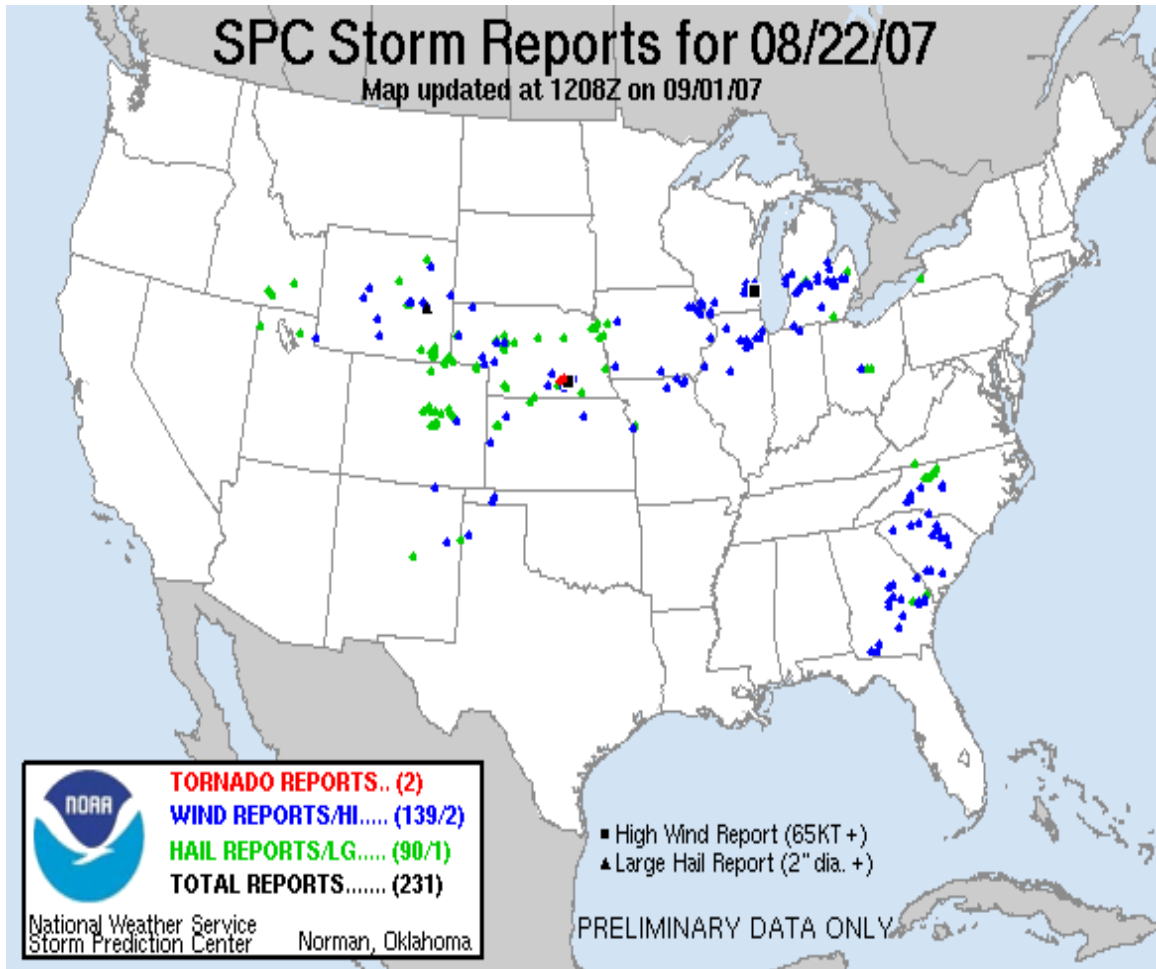 SPC Storm Reports for 08/22/07
Map updated at 1208Z on 09/01/07
NOAA
TORNADO REPORTS.. (2)
WIND REPORTS/HI..... (139/2)
HAIL REPORTS/LG..... (90/1)
TOTAL REPORTS....... (231)
National Weather Service
Storm Prediction Center Norman, Oklahoma
■ High Wind Report (65KT +)
▲ Large Hail Report (2" dia. +)
PRELIMINARY DATA ONLY